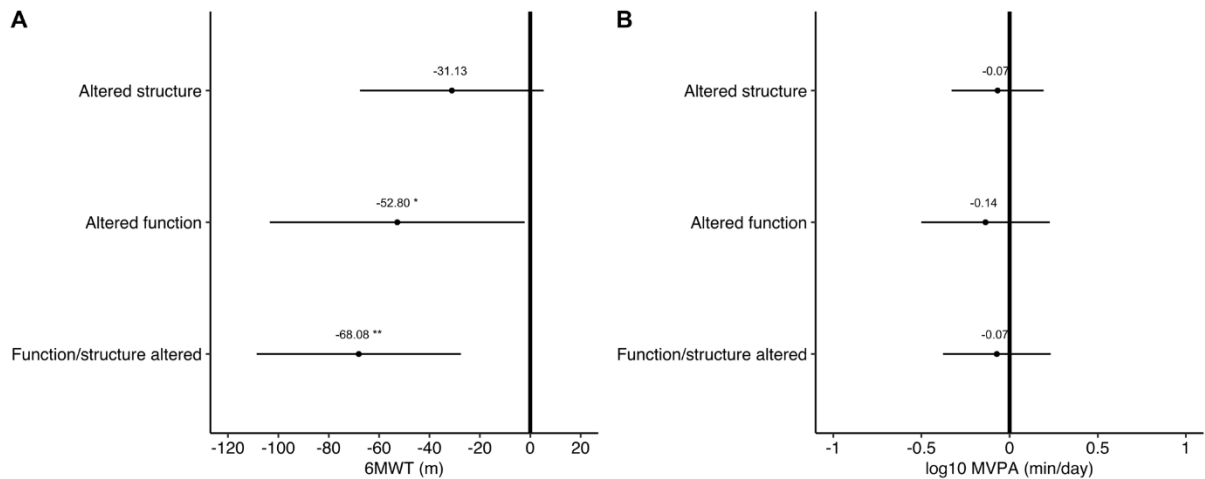 A
-31.13
Altered structure
-52.80 *
Altered function
-68.08 **
Function/structure altered
-120 -100 -80 -60 -40 -20 0 20
6MWT (m)
B
-0.07
Altered structure
-0.14
Altered function
-0.07
Function/structure altered
-1 -0.5 0 0.5 1
log10 MVPA (min/day)